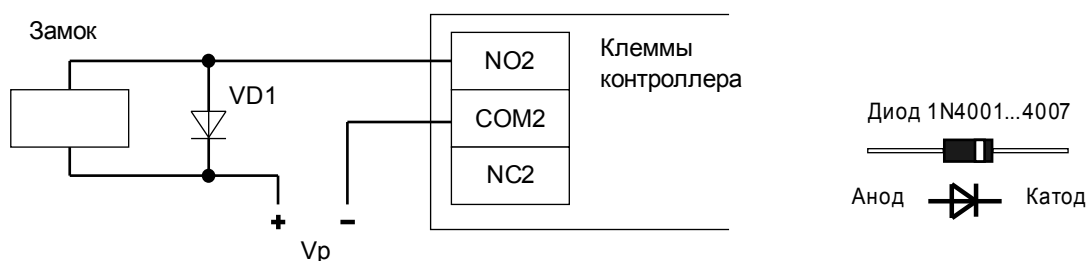 Замок
VD1
NO2
COM2
NC2
Клеммы
контроллера
+ −
Vp
Диод 1N4001...4007
Анод Катод